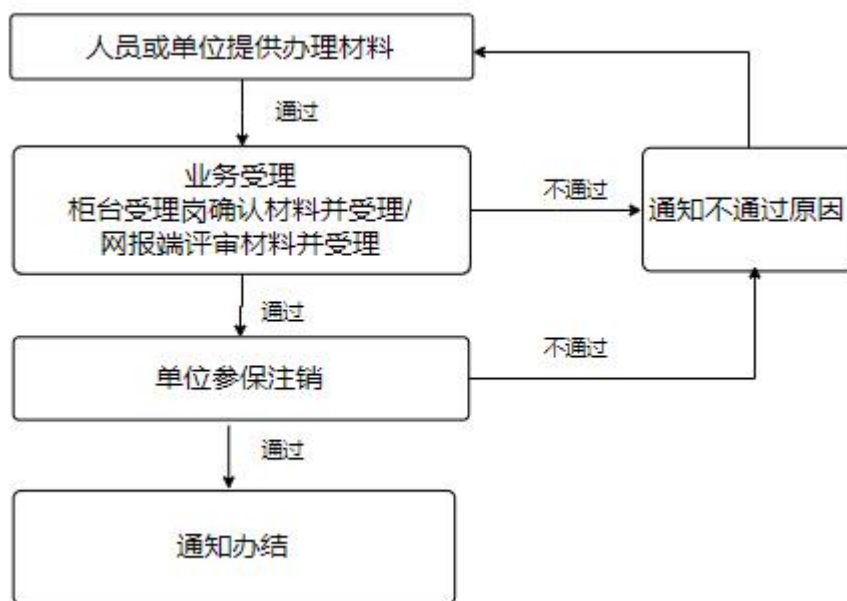 人员或单位提供办理材料
通过
业务受理
柜台受理岗确认材料并受理/
网报端评审材料并受理
不通过
通知不通过原因
通过
单位参保注销
不通过
通过
通知办结